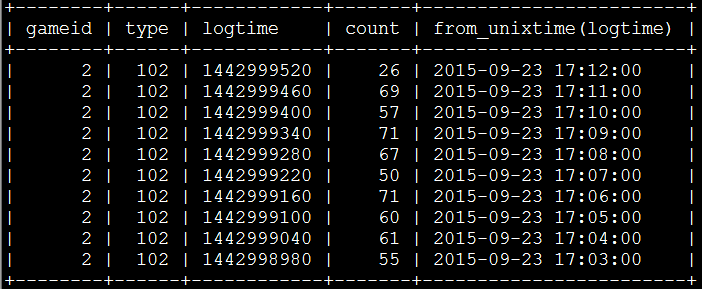 +--------+------+------------+-------+------------------------+
| gameid | type | logtime    | count | from_unixtime(logtime) |
+--------+------+------------+-------+------------------------+
|      2 |  102 | 1442999520 |    26 | 2015-09-23 17:12:00    |
|      2 |  102 | 1442999460 |    69 | 2015-09-23 17:11:00    |
|      2 |  102 | 1442999400 |    57 | 2015-09-23 17:10:00    |
|      2 |  102 | 1442999340 |    71 | 2015-09-23 17:09:00    |
|      2 |  102 | 1442999280 |    67 | 2015-09-23 17:08:00    |
|      2 |  102 | 1442999220 |    50 | 2015-09-23 17:07:00    |
|      2 |  102 | 1442999160 |    71 | 2015-09-23 17:06:00    |
|      2 |  102 | 1442999100 |    60 | 2015-09-23 17:05:00    |
|      2 |  102 | 1442999040 |    61 | 2015-09-23 17:04:00    |
|      2 |  102 | 1442998980 |    55 | 2015-09-23 17:03:00    |
+--------+------+------------+-------+------------------------+